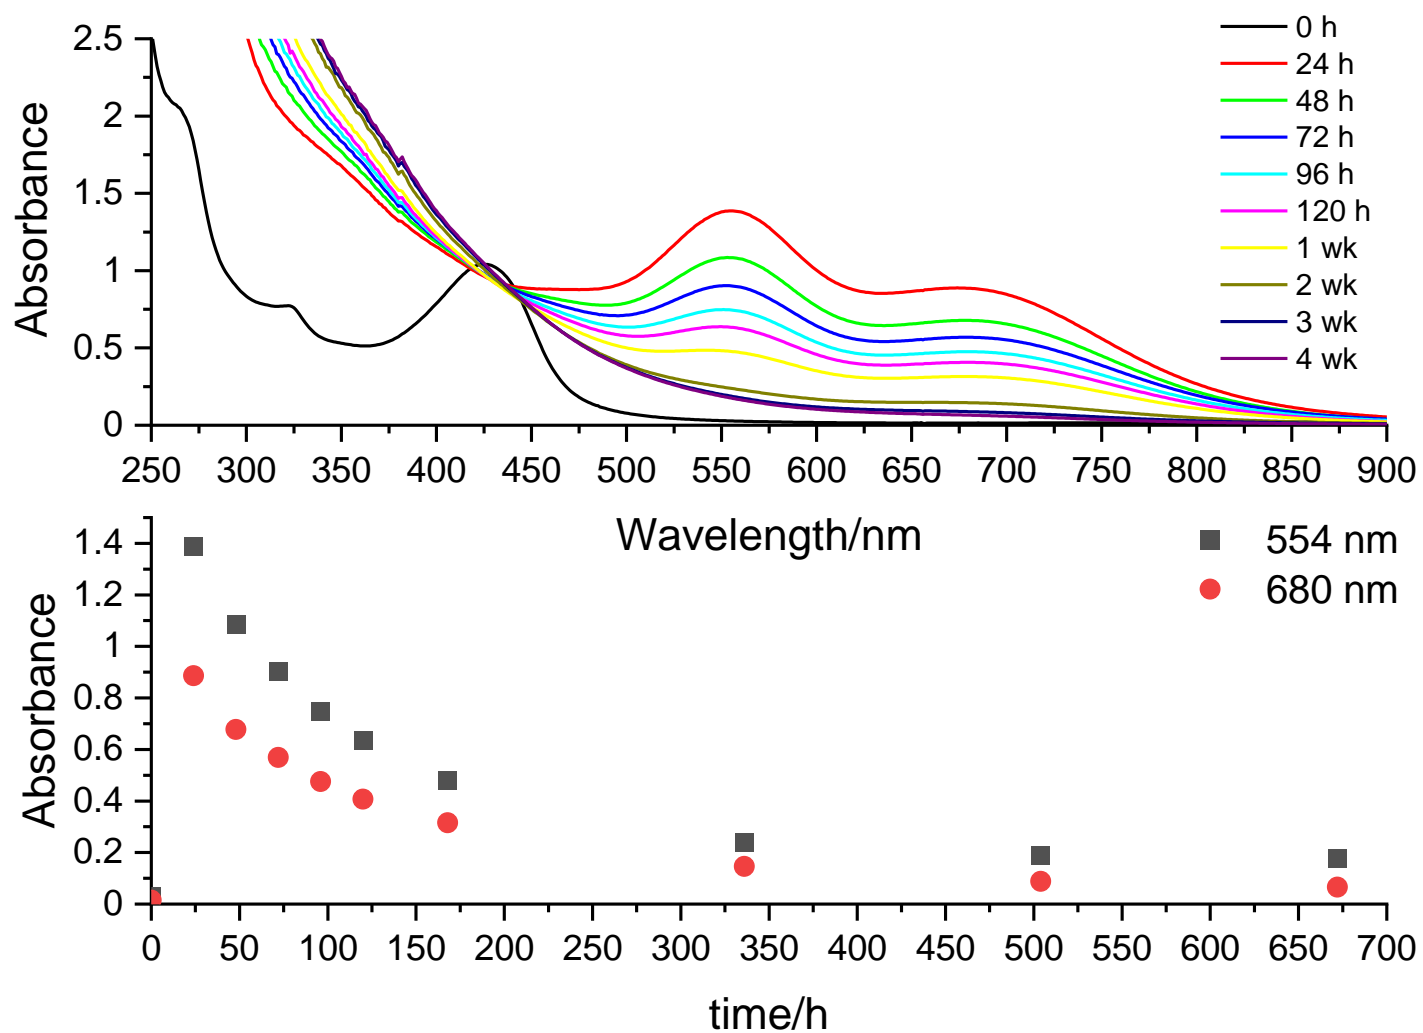 Absorbance
2.5
2
1.5
1
0.5
0
250 300 350 400 450 500 550 600 650 700 750 800 850 900
Wavelength/nm
0 h
24 h
48 h
72 h
96 h
120 h
1 wk
2 wk
3 wk
4 wk
Absorbance
1.4
1.2
1
0.8
0.6
0.4
0.2
0
0 50 100 150 200 250 300 350 400 450 500 550 600 650 700
time/h
554 nm
680 nm